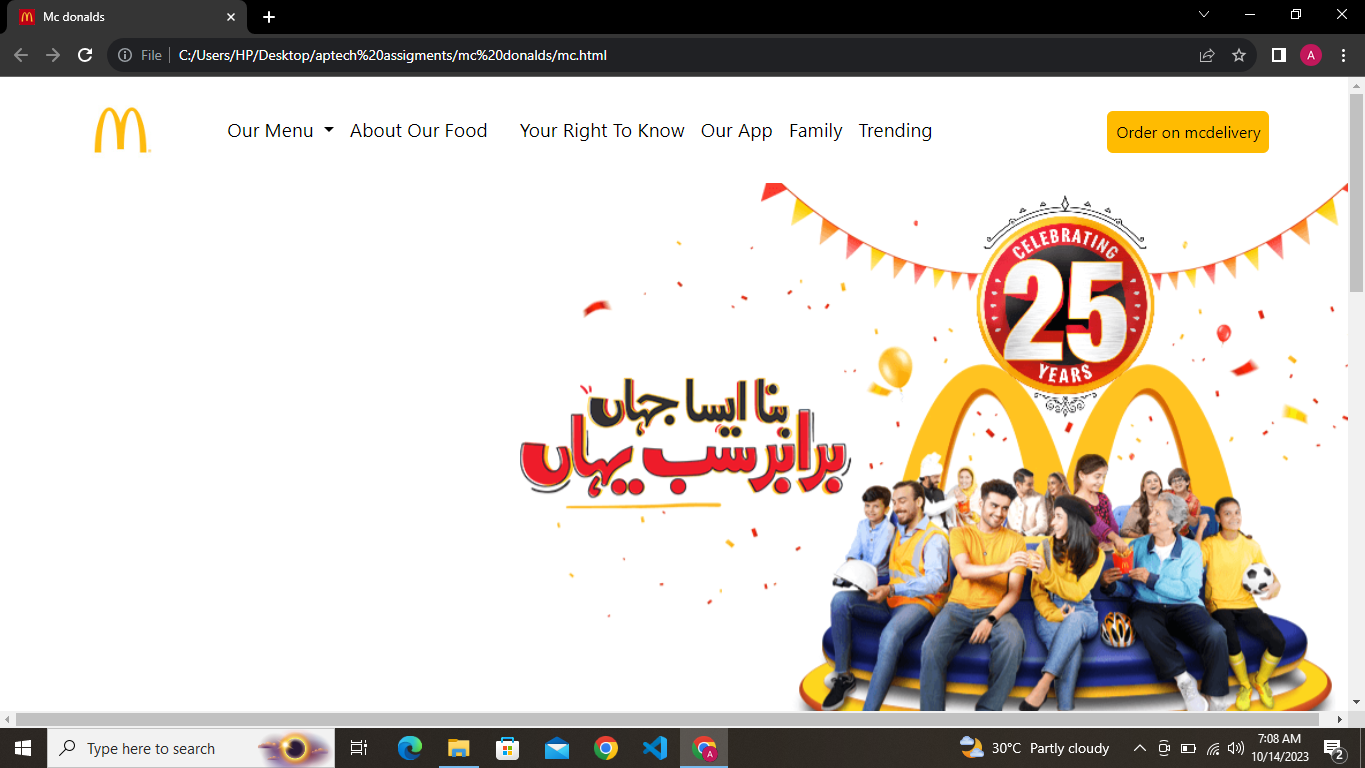 Mc donalds
File
C:/Users/HP/Desktop/aptech%20assigments/mc%20donalds/mc.html
A
Our Menu
About Our Food
Your Right To Know
Our App
Family
Trending
Order on mcdelivery
CELEBRATING
25
YEARS
بنا ایسا جہاں
برابر سب یہاں
Type here to search
A
30°C Partly cloudy
7:08 AM
10/14/2023
2